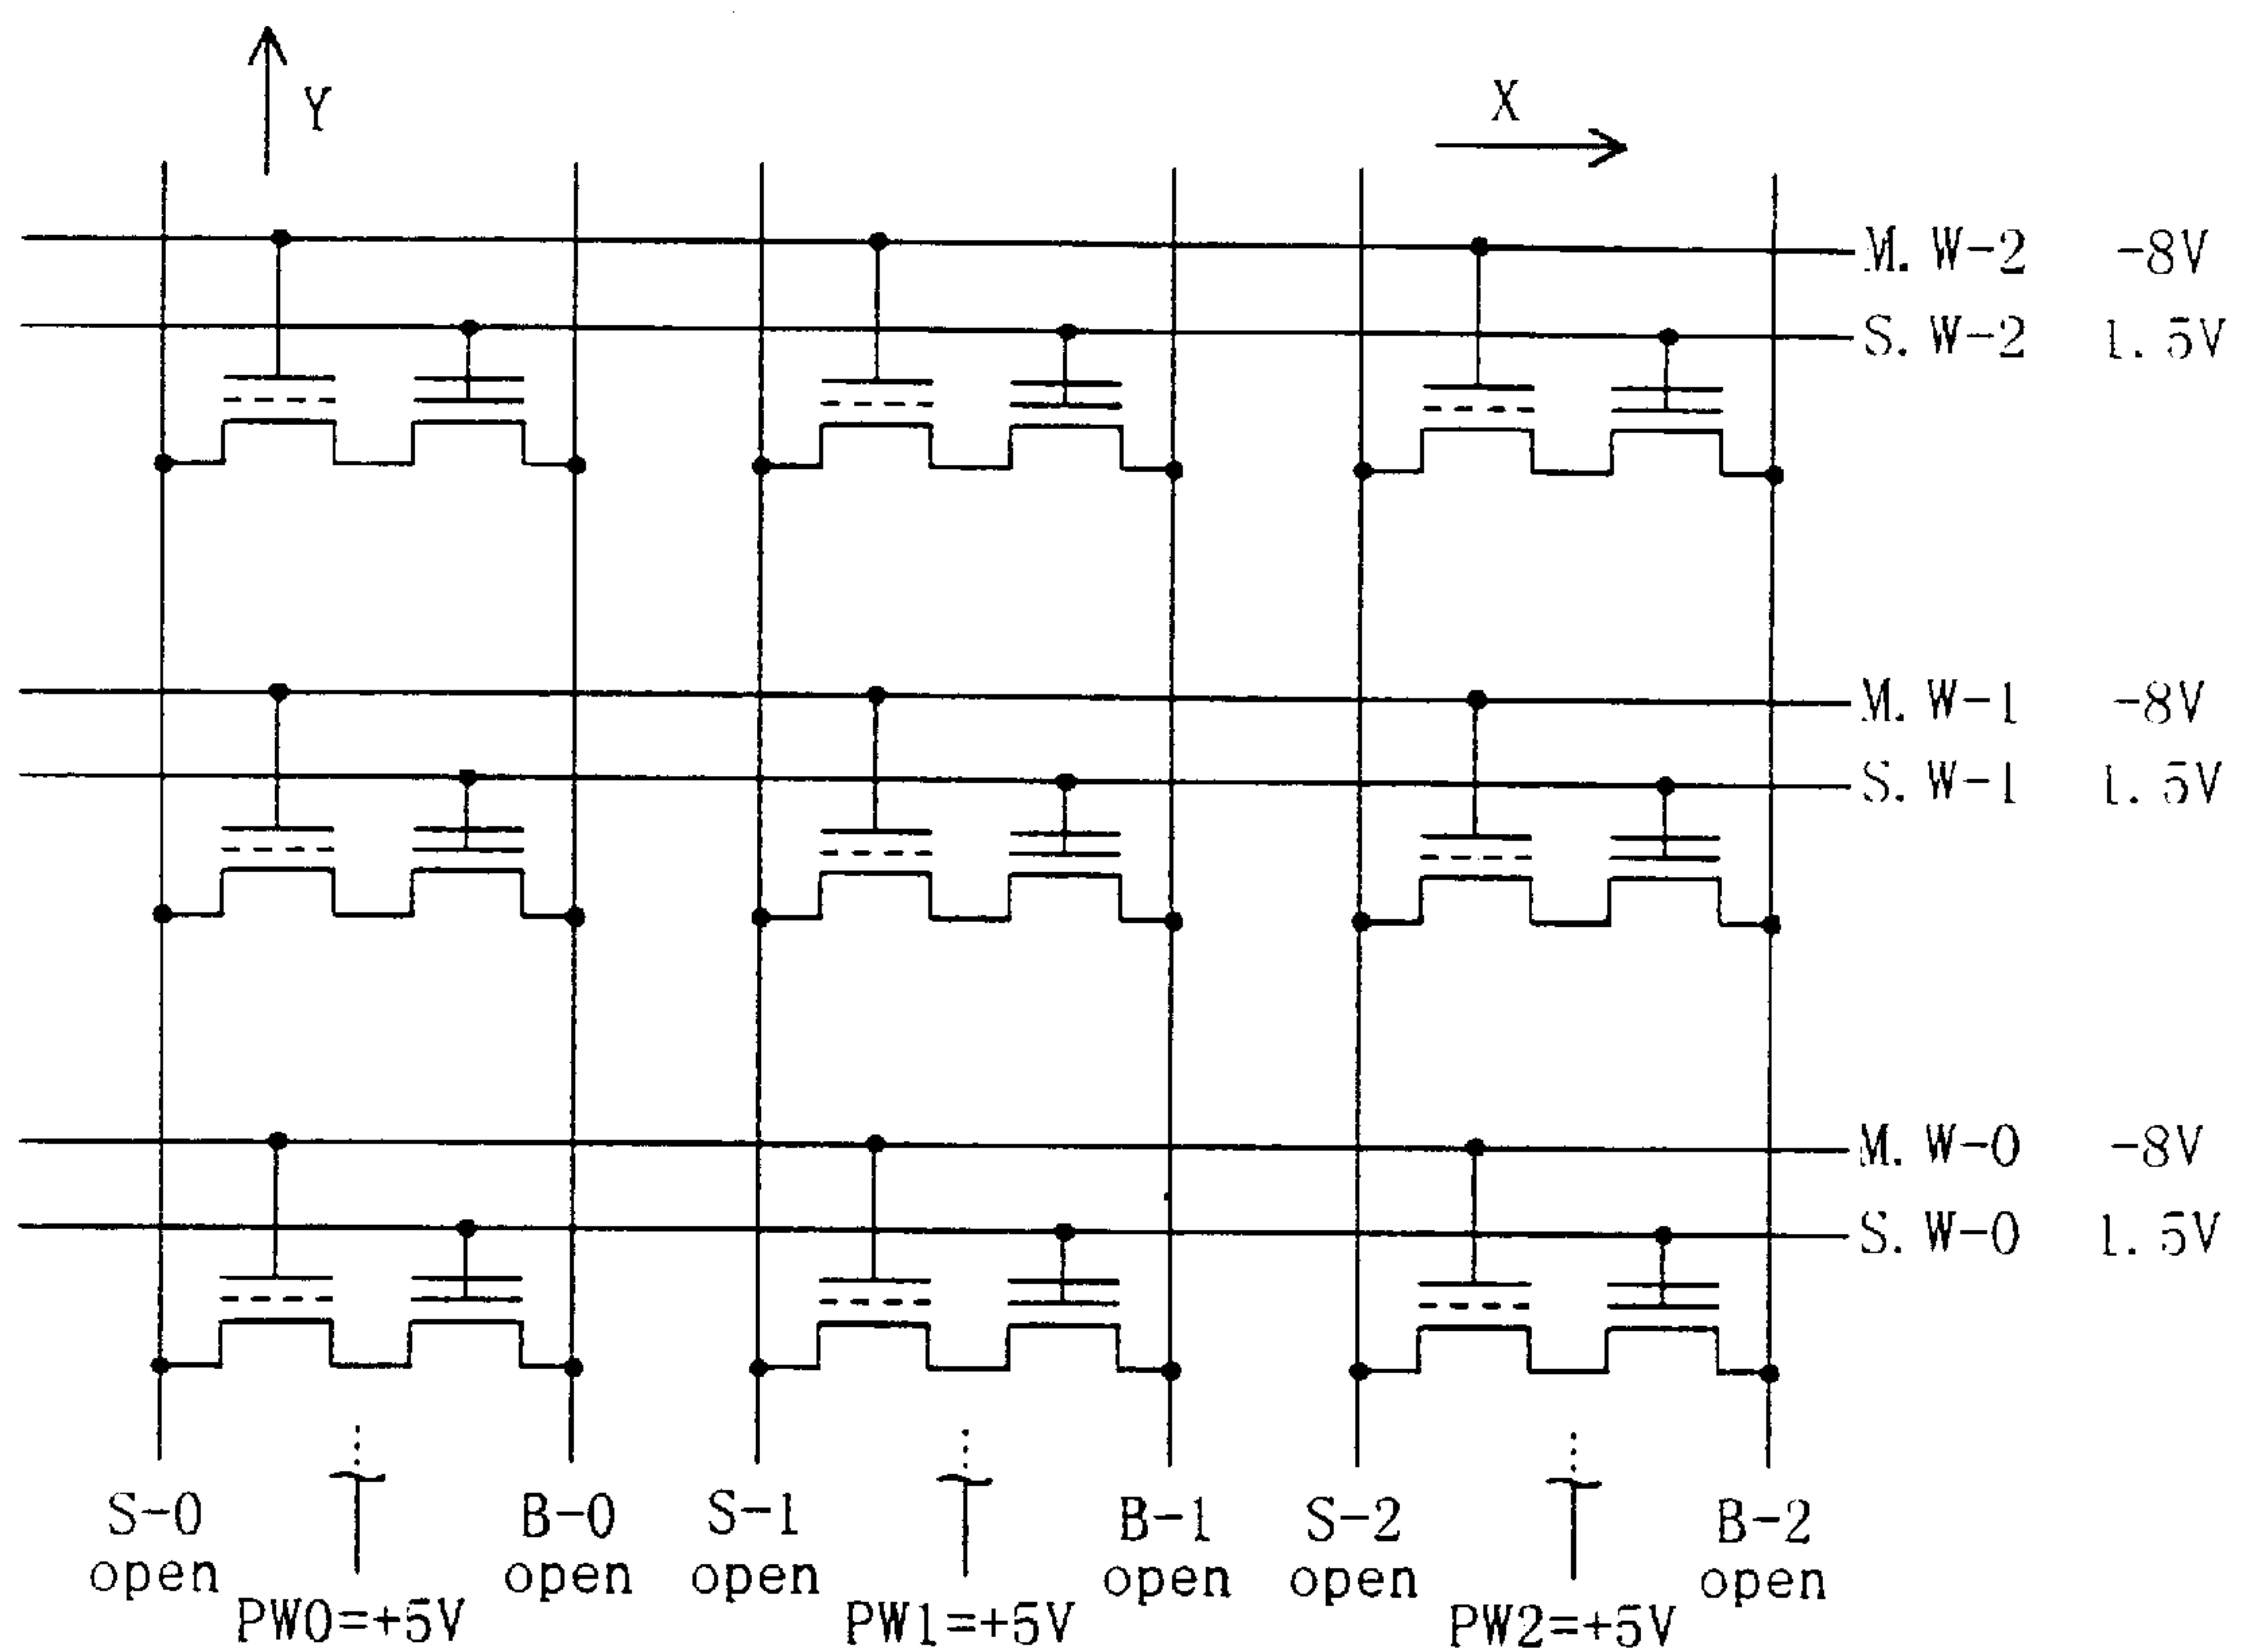 Y
X
M. W-2 -8V
S. W-2 1.5V
M. W-1 -8V
S. W-1 1.5V
M. W-0 -8V
S. W-0 1.5V
S-0 B-0 S-1 B-1 S-2 B-2
open open open open open open
PW0=+5V PW1=+5V PW2=+5V